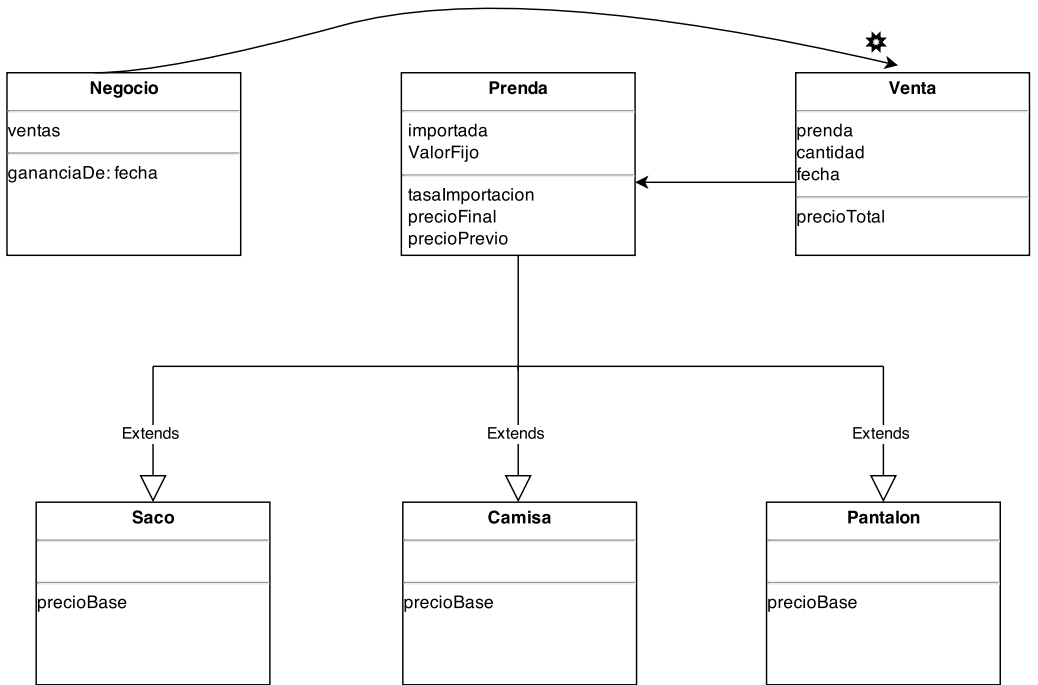 Negocio
ventas
gananciaDe: fecha
Prenda
importada
ValorFijo
tasaImportacion
precioFinal
precioPrevio
Venta
prenda
cantidad
fecha
precioTotal
Extends
Extends
Extends
Saco
precioBase
Camisa
precioBase
Pantalon
precioBase